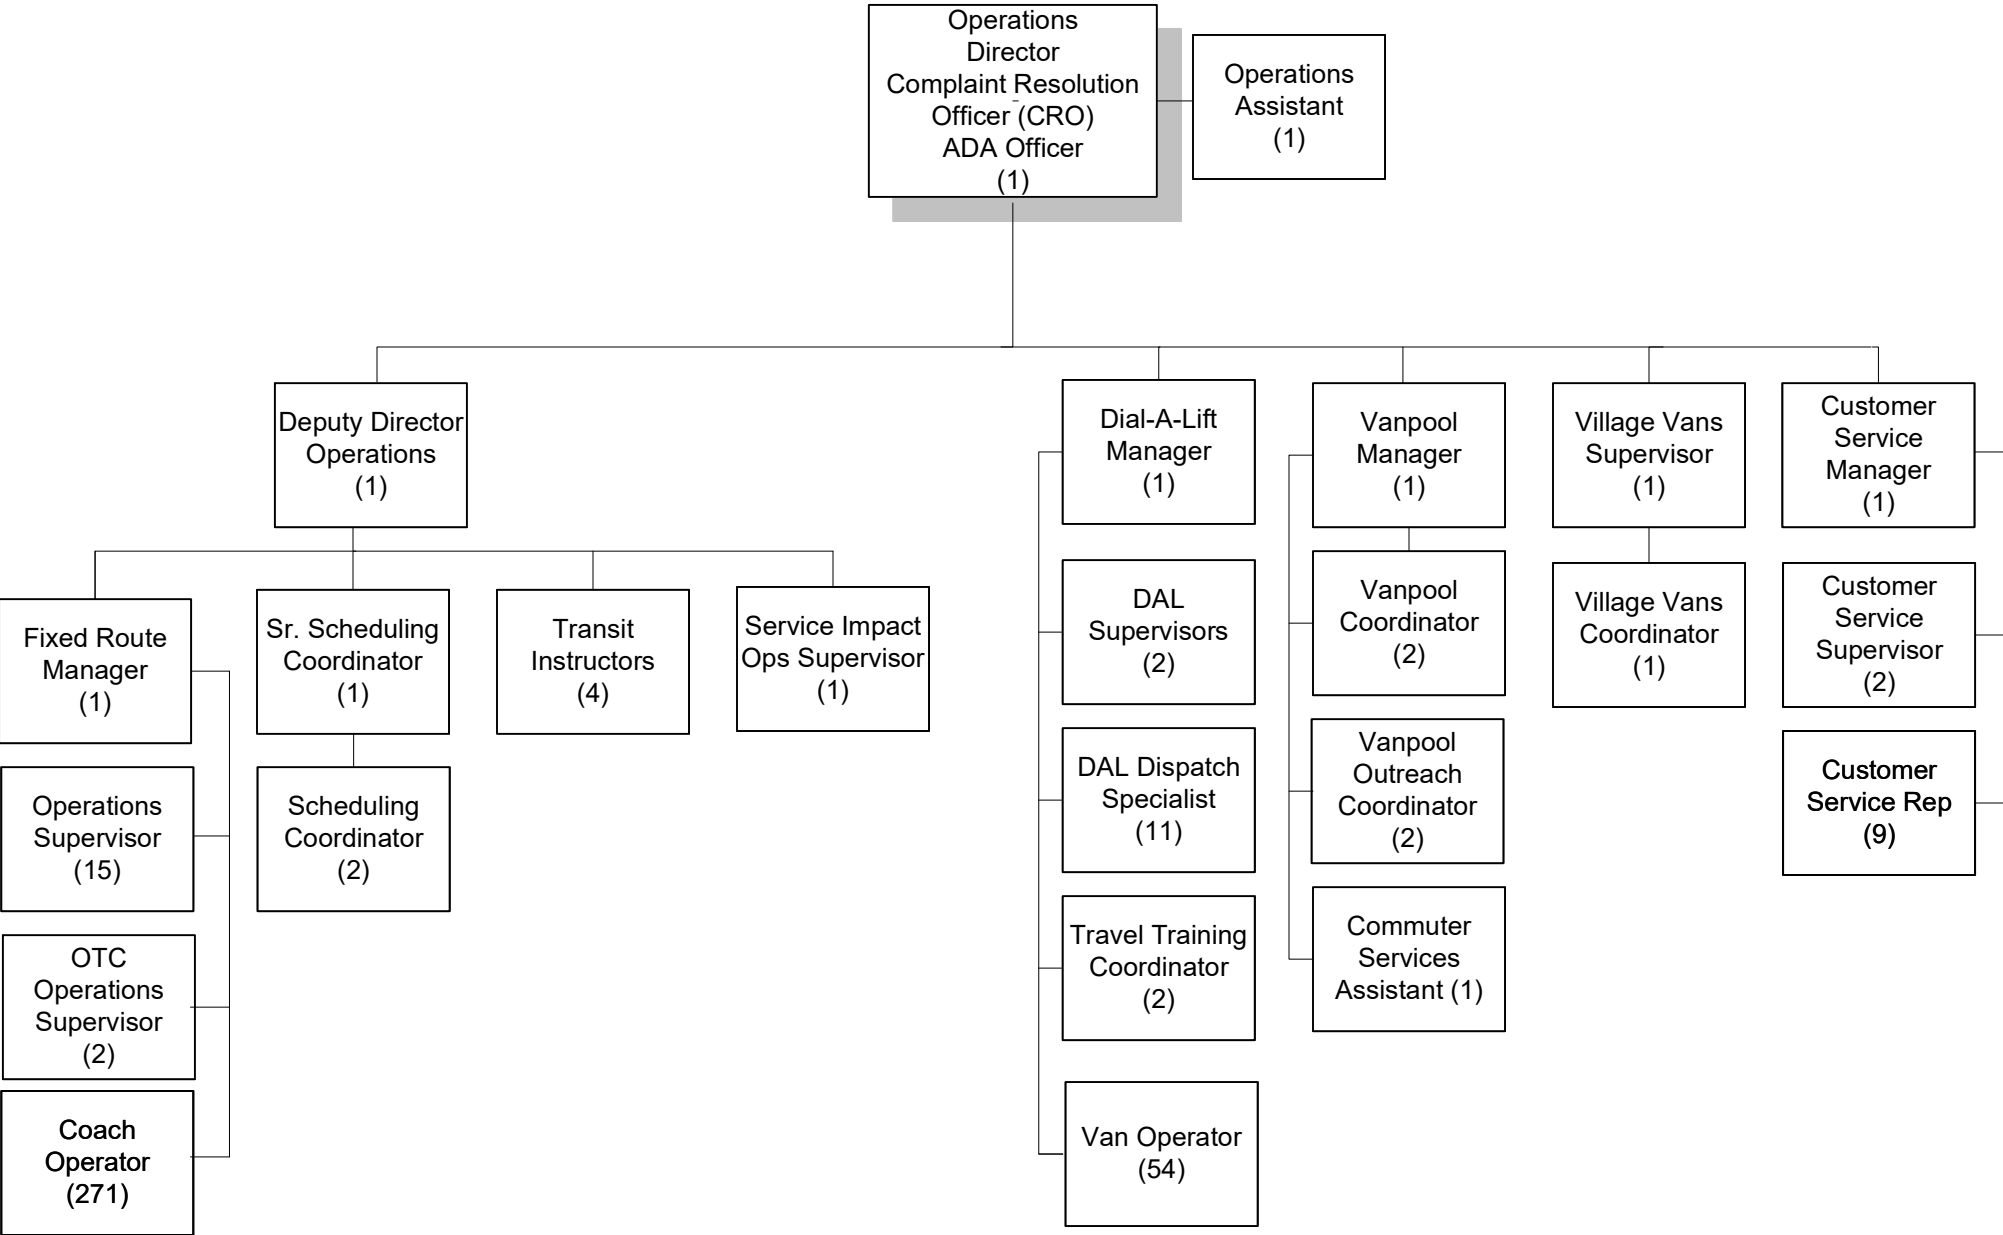 Operations
Director
Complaint Resolution
Officer (CRO)
ADA Officer
(1)
Operations
Assistant
(1)
Deputy Director
Operations
(1)
Dial-A-Lift
Manager
(1)
Vanpool
Manager
(1)
Village Vans
Supervisor
(1)
Customer
Service
Manager
(1)
Fixed Route
Manager
(1)
Sr. Scheduling
Coordinator
(1)
Transit
Instructors
(4)
Service Impact
Ops Supervisor
(1)
DAL
Supervisors
(2)
Vanpool
Coordinator
(2)
Village Vans
Coordinator
(1)
Customer
Service
Supervisor
(2)
Operations
Supervisor
(15)
Scheduling
Coordinator
(2)
DAL Dispatch
Specialist
(11)
Vanpool
Outreach
Coordinator
(2)
Customer
Service Rep
(9)
OTC
Operations
Supervisor
(2)
Travel Training
Coordinator
(2)
Commuter
Services
Assistant (1)
Coach
Operator
(271)
Van Operator
(54)